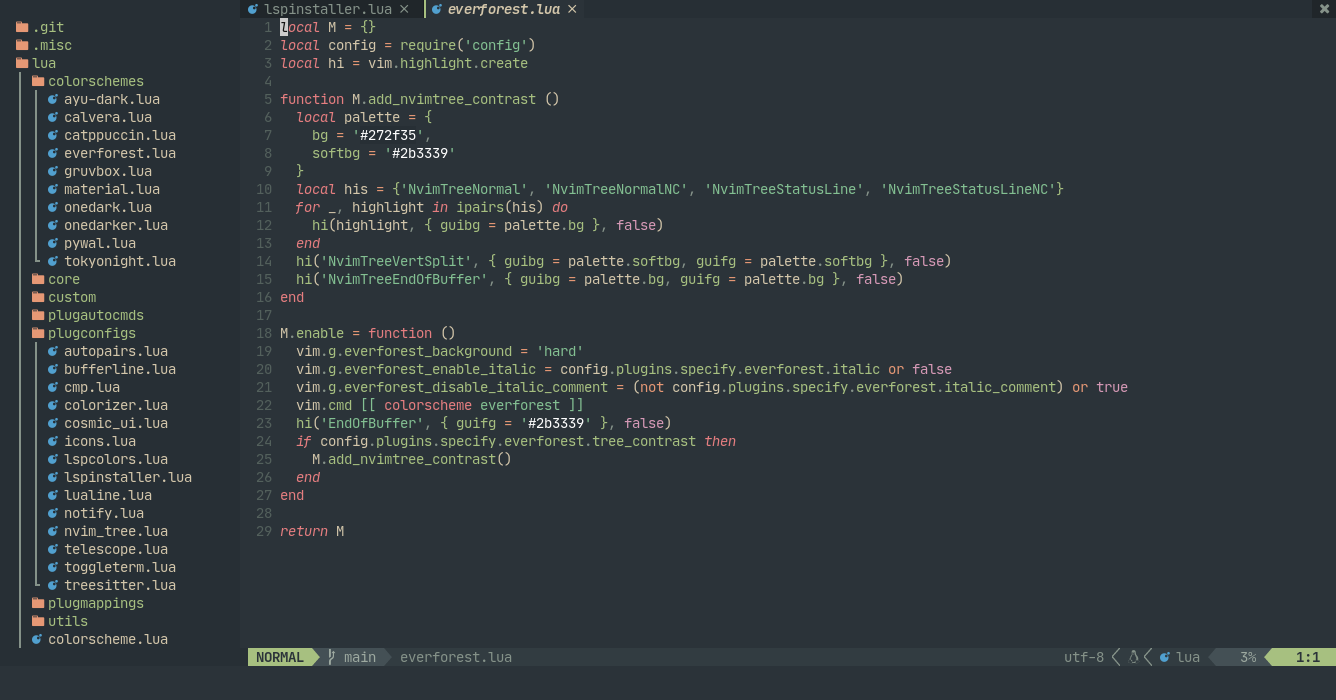 .git
.misc
lua
colorschemes
ayu-dark.lua
calvera.lua
catppuccin.lua
everforest.lua
gruvbox.lua
material.lua
onedark.lua
onedarker.lua
pywal.lua
tokyonight.lua
core
custom
plugautocmds
plugconfigs
autopairs.lua
bufferline.lua
cmp.lua
colorizer.lua
cosmic_ui.lua
icons.lua
lspcolors.lua
lspinstaller.lua
lualine.lua
notify.lua
nvim_tree.lua
telescope.lua
toggleterm.lua
treesitter.lua
plugmappings
utils
colorscheme.lua
lspinstaller.lua × everforest.lua ×
1 local M = {}
2 local config = require('config')
3 local hi = vim.highlight.create
4
5 function M.add_nvimtree_contrast ()
6   local palette = {
7     bg = '#272f35',
8     softbg = '#2b3339'
9   }
10   local his = {'NvimTreeNormal', 'NvimTreeNormalNC', 'NvimTreeStatusLine', 'NvimTreeStatusLineNC'}
11   for _, highlight in ipairs(his) do
12     hi(highlight, { guibg = palette.bg }, false)
13   end
14   hi('NvimTreeVertSplit', { guibg = palette.softbg, guifg = palette.softbg }, false)
15   hi('NvimTreeEndOfBuffer', { guibg = palette.bg, guifg = palette.bg }, false)
16 end
17
18 M.enable = function ()
19   vim.g.everforest_background = 'hard'
20   vim.g.everforest_enable_italic = config.plugins.specify.everforest.italic or false
21   vim.g.everforest_disable_italic_comment = (not config.plugins.specify.everforest.italic_comment) or true
22   vim.cmd [[ colorscheme everforest ]]
23   hi('EndOfBuffer', { guifg = '#2b3339' }, false)
24   if config.plugins.specify.everforest.tree_contrast then
25     M.add_nvimtree_contrast()
26   end
27 end
28
29 return M
NORMAL main everforest.lua utf-8 lua 3% 1:1